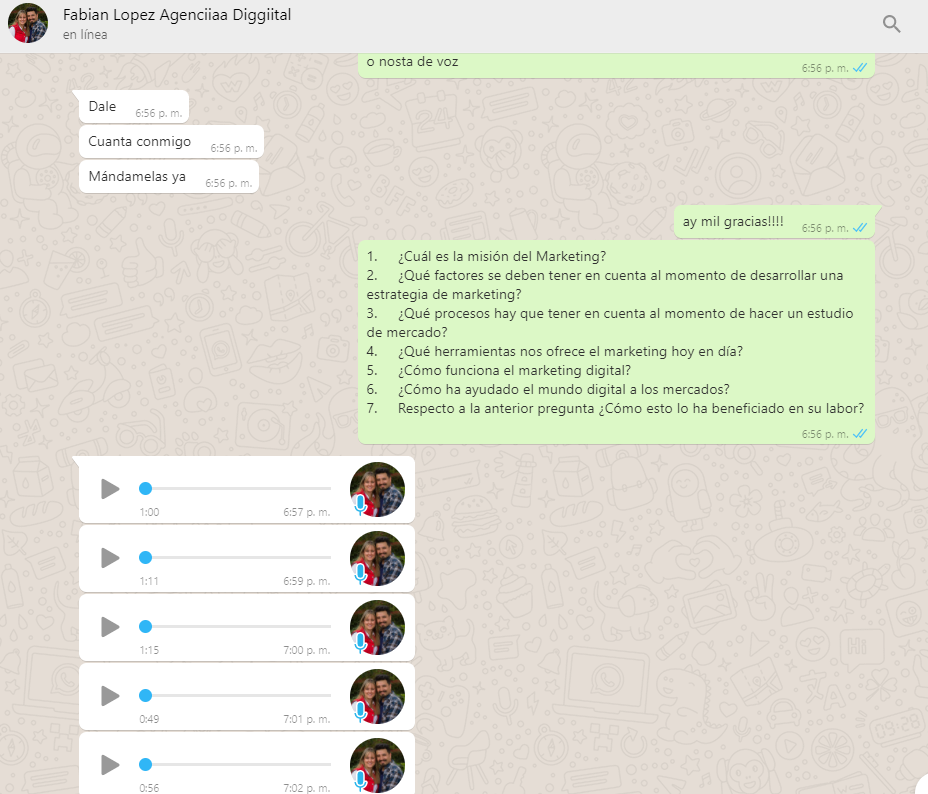 Fabian Lopez Agenciiaa Diggiital
en línea
o nosta de voz
6:56 p. m.
Dale
6:56 p. m.
Cuanta conmigo
6:56 p. m.
Mándamelas ya
6:56 p. m.
ay mil gracias!!!!
6:56 p. m.
1. ¿Cuál es la misión del Marketing?
2. ¿Qué factores se deben tener en cuenta al momento de desarrollar una
estrategia de marketing?
3. ¿Qué procesos hay que tener en cuenta al momento de hacer un estudio
de mercado?
4. ¿Qué herramientas nos ofrece el marketing hoy en día?
5. ¿Cómo funciona el marketing digital?
6. ¿Cómo ha ayudado el mundo digital a los mercados?
7. Respecto a la anterior pregunta ¿Cómo esto lo ha beneficiado en su labor?
6:56 p. m.
1:00 6:57 p. m.
1:11 6:59 p. m.
1:15 7:00 p. m.
0:49 7:01 p. m.
0:56 7:02 p. m.